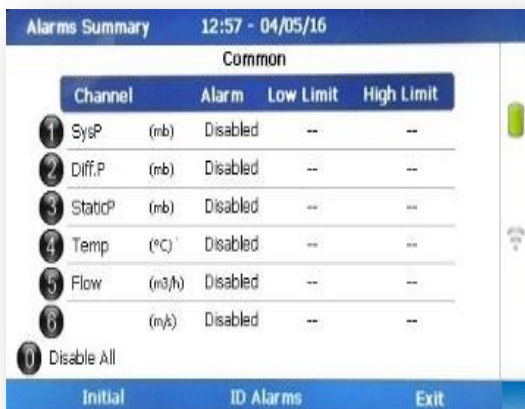 Alarms Summary 12:57 - 04/05/16
Common
Channel Alarm Low Limit High Limit
1 SysP (mb) Disabled -- --
2 Diff.P (mb) Disabled -- --
3 StaticP (mb) Disabled -- --
4 Temp (°C) Disabled -- --
5 Flow (m3/h) Disabled -- --
6 (m/s) Disabled -- --
0 Disable All
Initial ID Alarms Exit